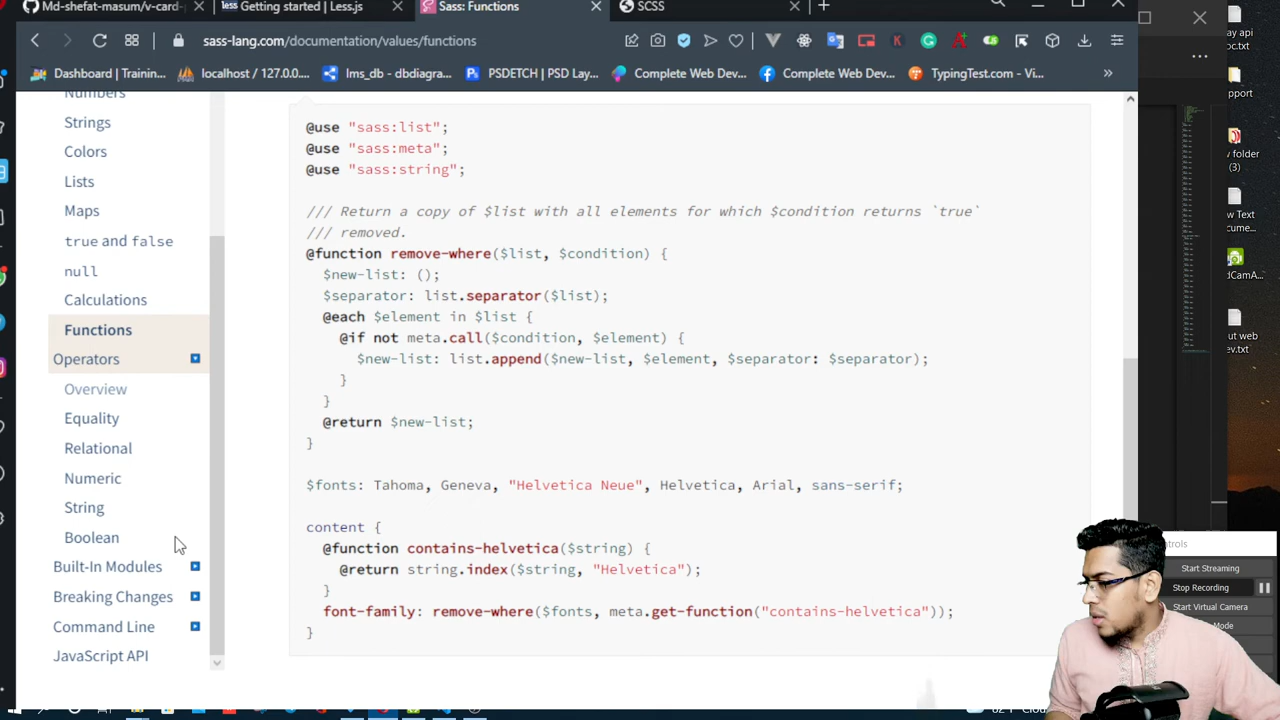 Md-shefat-masum/v-card-
Getting started | Less.js
Sass: Functions
SCSS
sass-lang.com/documentation/values/functions
Dashboard | Trainin...
localhost / 127.0.0....
lms_db - dbdiagra...
PSDETCH | PSD Lay...
Complete Web Dev...
Complete Web Dev...
TypingTest.com - Vi...
Numbers
Strings
Colors
Lists
Maps
true and false
null
Calculations
Functions
Operators
Overview
Equality
Relational
Numeric
String
Boolean
Built-In Modules
Breaking Changes
Command Line
JavaScript API
@use "sass:list";
@use "sass:meta";
@use "sass:string";
/// Return a copy of $list with all elements for which $condition returns `true`
/// removed.
@function remove-where($list, $condition) {
$new-list: ();
$separator: list.separator($list);
@each $element in $list {
@if not meta.call($condition, $element) {
$new-list: list.append($new-list, $element, $separator: $separator);
}
}
@return $new-list;
}
$fonts: Tahoma, Geneva, "Helvetica Neue", Helvetica, Arial, sans-serif;
content {
@function contains-helvetica($string) {
@return string.index($string, "Helvetica");
}
font-family: remove-where($fonts, meta.get-function("contains-helvetica"));
}
Start Streaming
Stop Recording
Start Virtual Camera